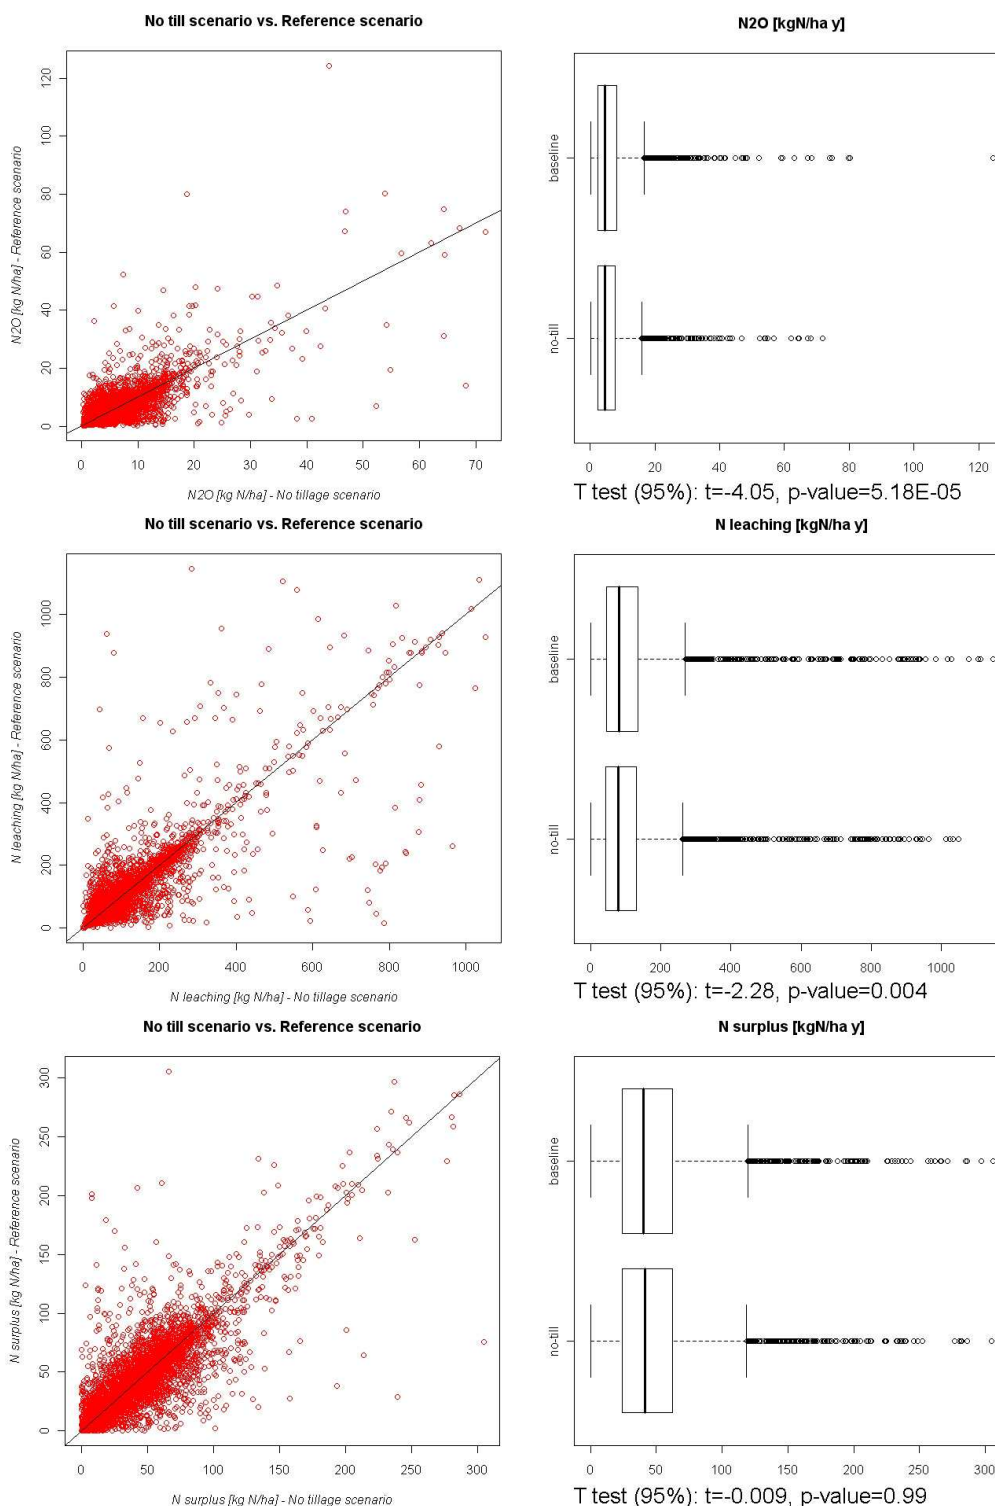 No till scenario vs. Reference scenario
N2O [kg N/ha] - Reference scenario
0 20 40 60 80 100 120
0 10 20 30 40 50 60 70
N2O [kg N/ha] - No tillage scenario
N2O [kgN/ha y]
baseline
no-till
0 20 40 60 80 100 120
T test (95%): t=-4.05, p-value=5.18E-05
No till scenario vs. Reference scenario
N leaching [kg N/ha] - Reference scenario
0 200 400 600 800 1000
0 200 400 600 800 1000
N leaching [kg N/ha] - No tillage scenario
N leaching [kgN/ha y]
baseline
no-till
0 200 400 600 800 1000
T test (95%): t=-2.28, p-value=0.004
No till scenario vs. Reference scenario
N surplus [kg N/ha] - Reference scenario
0 50 100 150 200 250 300
0 50 100 150 200 250 300
N surplus [kg N/ha] - No tillage scenario
N surplus [kgN/ha y]
baseline
no-till
0 50 100 150 200 250 300
T test (95%): t=-0.009, p-value=0.99